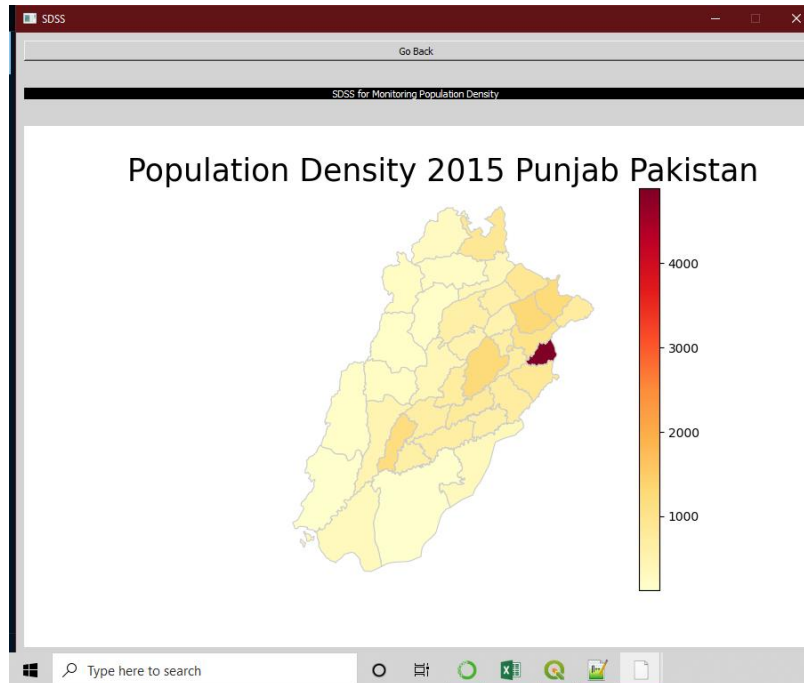 SDSS
Go Back
SDSS for Monitoring Population Density
Population Density 2015 Punjab Pakistan
4000
3000
2000
1000
Type here to search